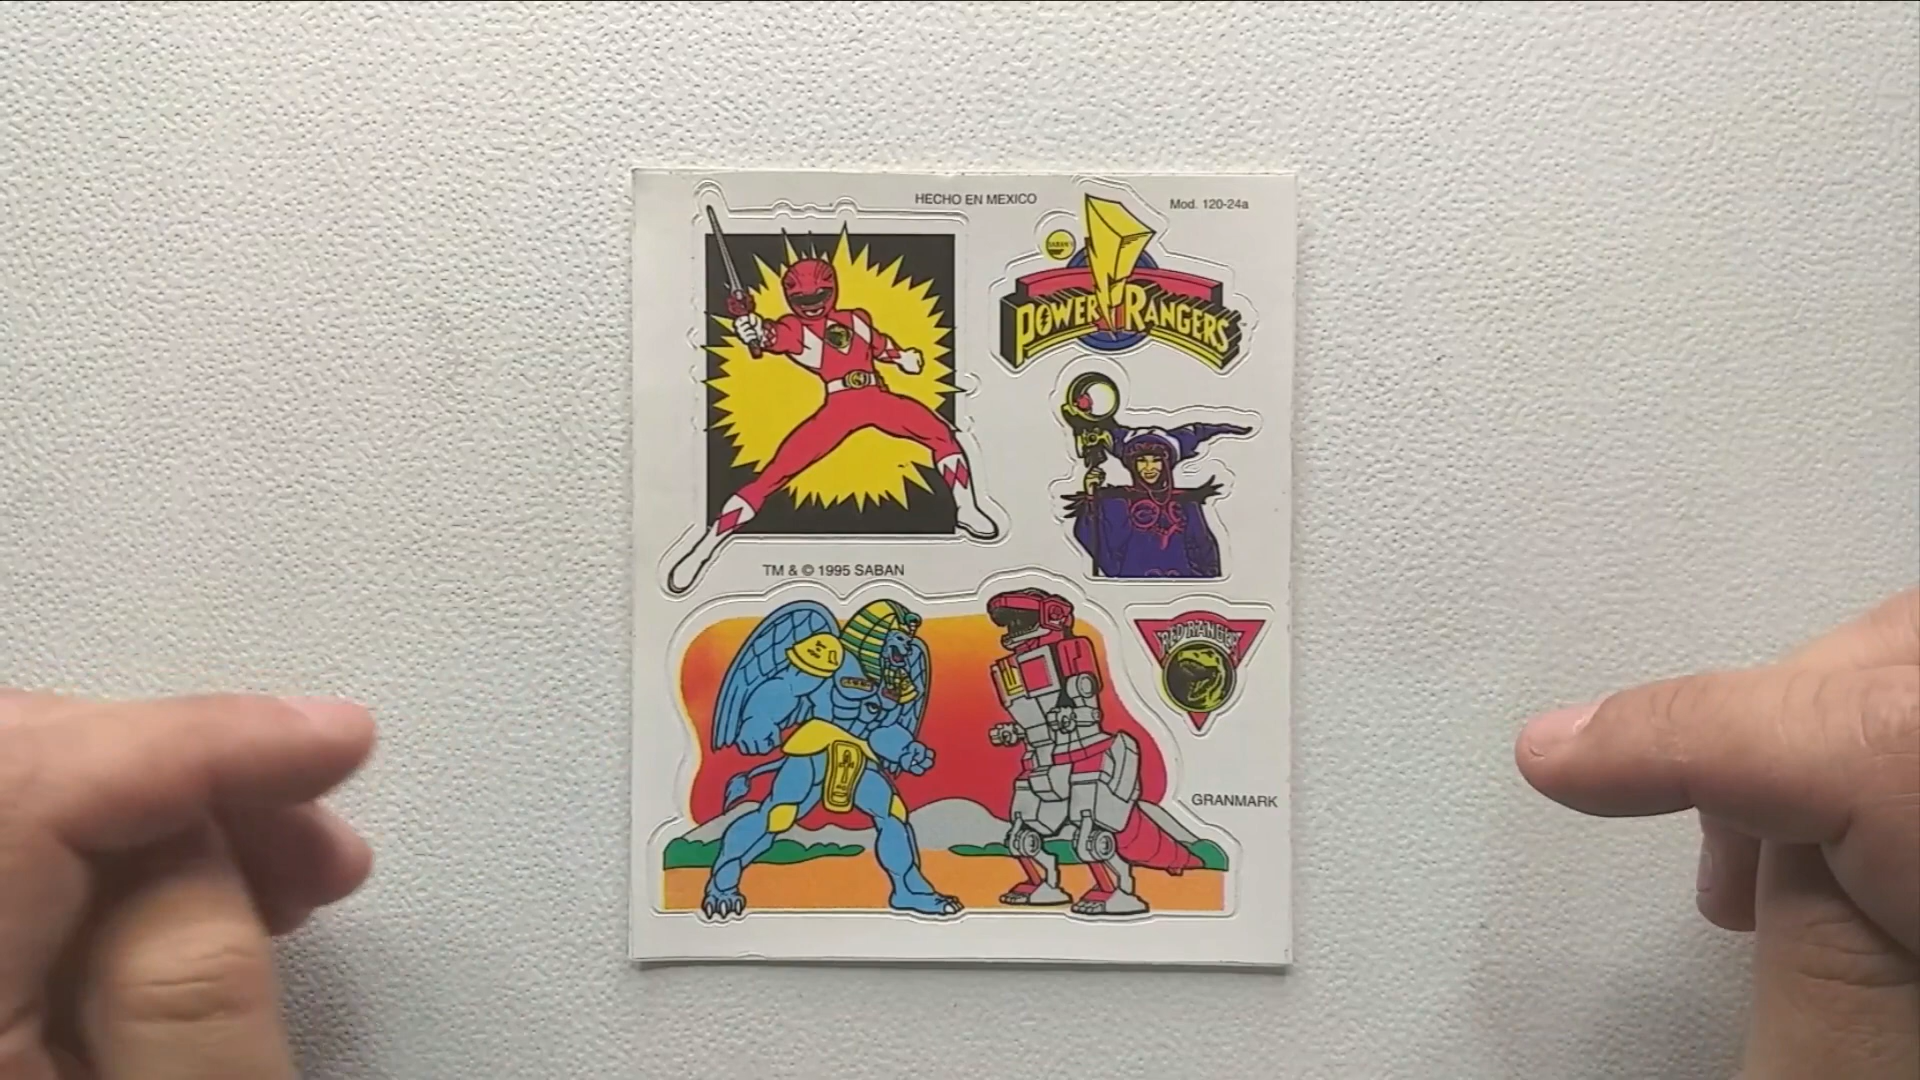 HECHO EN MEXICO
Mod. 120-24a
SABAN'S
POWER RANGERS
TM & © 1995 SABAN
RED RANGER
GRANMARK